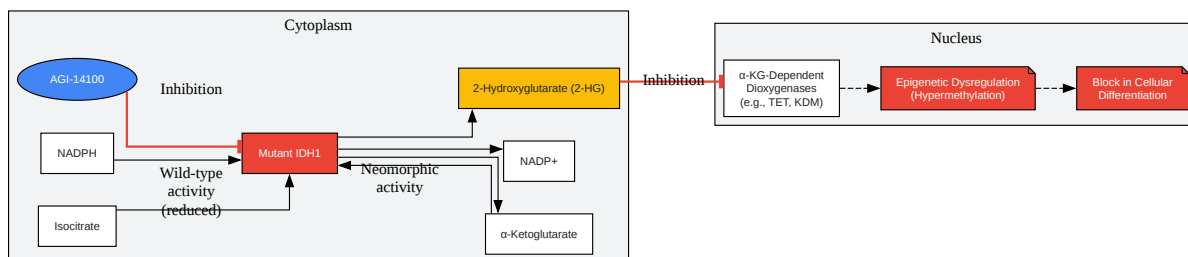 Cytoplasm
AGI-14100
Inhibition
NADPH
Mutant IDH1
2-Hydroxyglutarate (2-HG)
NADP+
Wild-type
activity
(reduced)
Neomorphic
activity
Isocitrate
α-Ketoglutarate
Inhibition
Nucleus
α-KG-Dependent
Dioxygenases
(e.g., TET, KDM)
Epigenetic Dysregulation
(Hypermethylation)
Block in Cellular
Differentiation